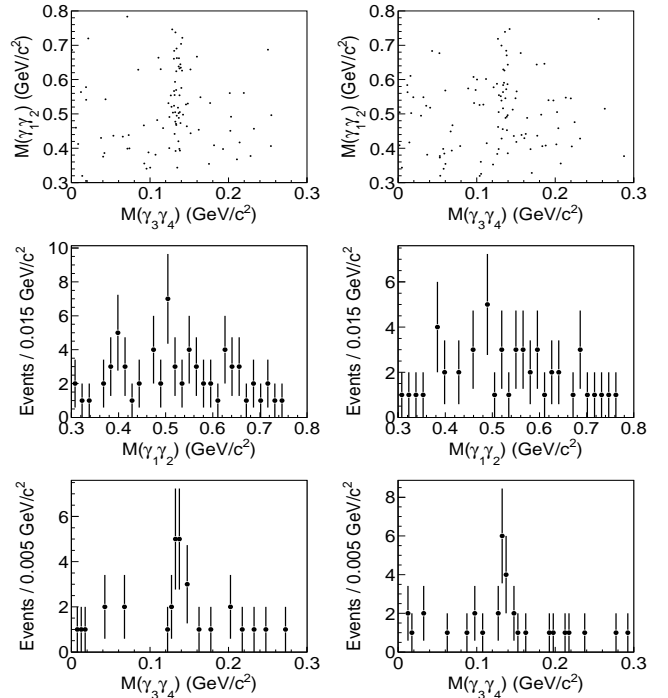 0.8 0.8
0.7 0.7
0.6 0.6
0.5 0.5
0.4 0.4
0.3 0.3
M(γ1γ2) (GeV/c²) M(γ1γ2) (GeV/c²)
0 0.1 0.2 0.3 0 0.1 0.2 0.3
M(γ3γ4) (GeV/c²) M(γ3γ4) (GeV/c²)
10
8 6
6 4
4 2
2
0 0
Events / 0.015 GeV/c² Events / 0.015 GeV/c²
0.3 0.4 0.5 0.6 0.7 0.8 0.3 0.4 0.5 0.6 0.7 0.8
M(γ1γ2) (GeV/c²) M(γ1γ2) (GeV/c²)
8
6 6
4 4
2 2
0 0
Events / 0.005 GeV/c² Events / 0.005 GeV/c²
0 0.1 0.2 0.3 0 0.1 0.2 0.3
M(γ3γ4) (GeV/c²) M(γ3γ4) (GeV/c²)